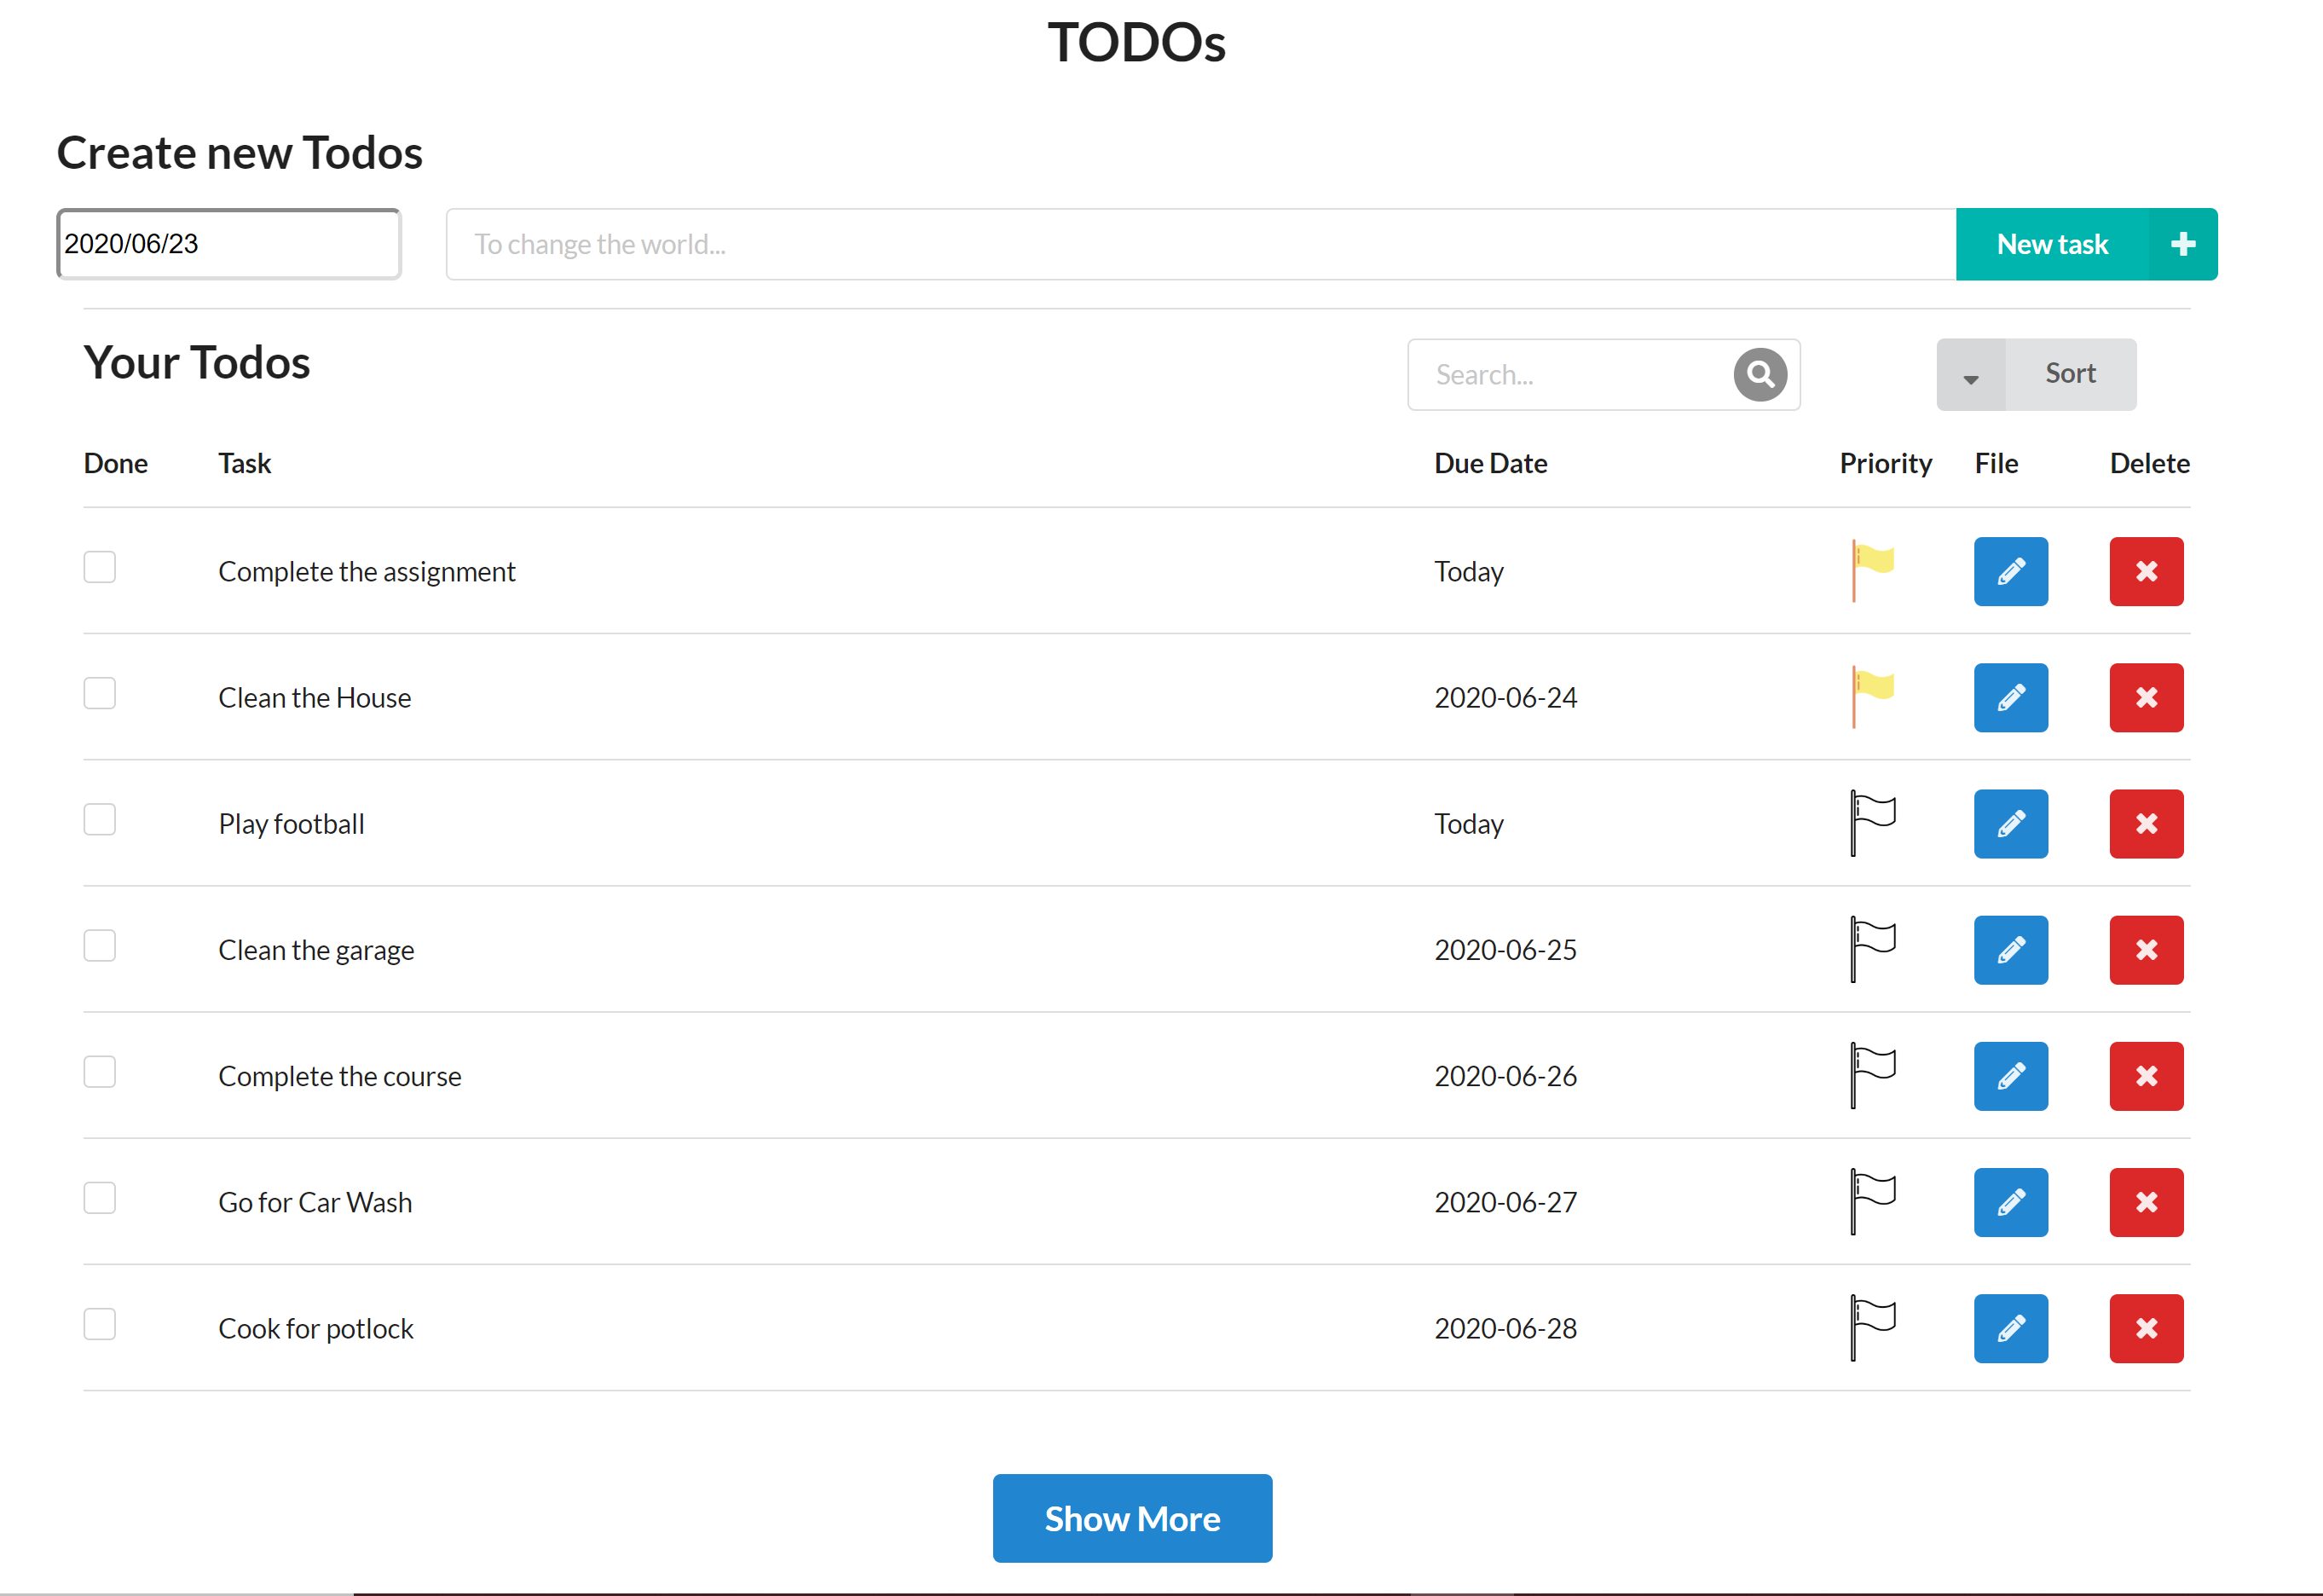 TODOs
Create new Todos
2020/06/23 To change the world... New task
Your Todos Search... Sort
Done Task Due Date Priority File Delete
Complete the assignment Today
Clean the House 2020-06-24
Play football Today
Clean the garage 2020-06-25
Complete the course 2020-06-26
Go for Car Wash 2020-06-27
Cook for potlock 2020-06-28
Show More